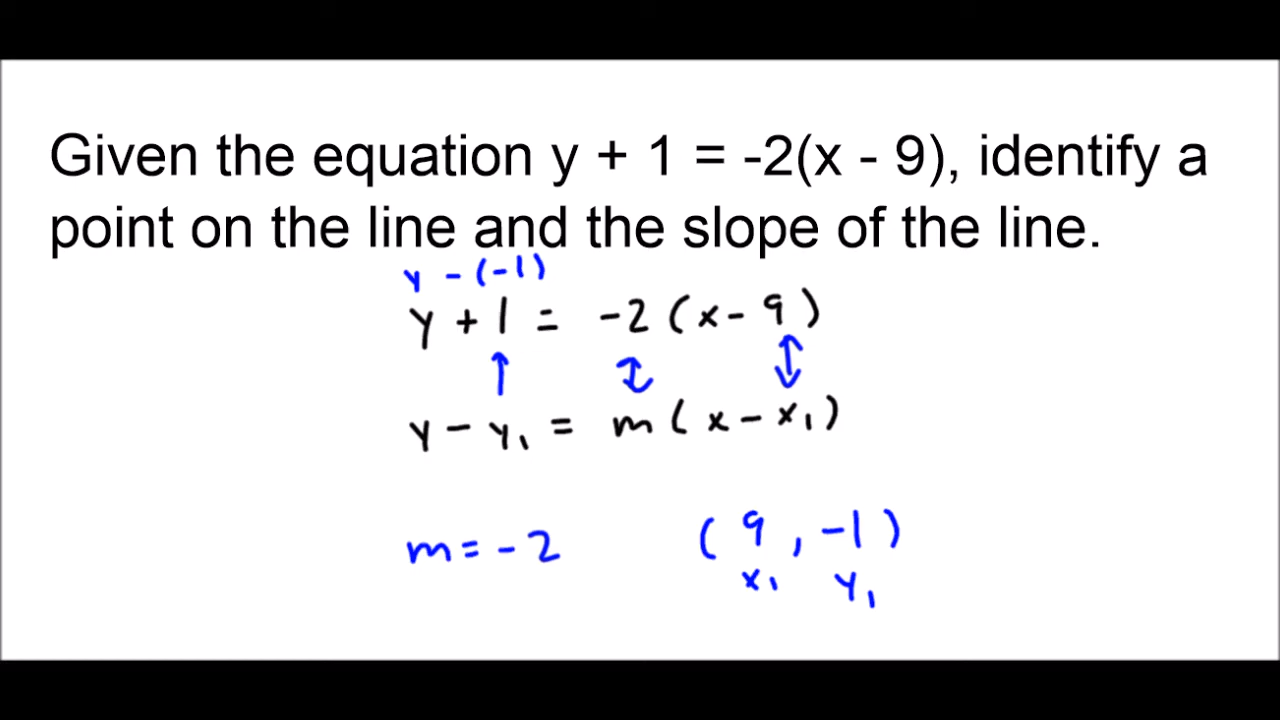 Given the equation y + 1 = -2(x - 9), identify a
point on the line and the slope of the line.
y - (-1)
y + 1 = -2 (x - 9)
y - y₁ = m (x - x₁)
m = -2 (9, -1)
x₁ y₁